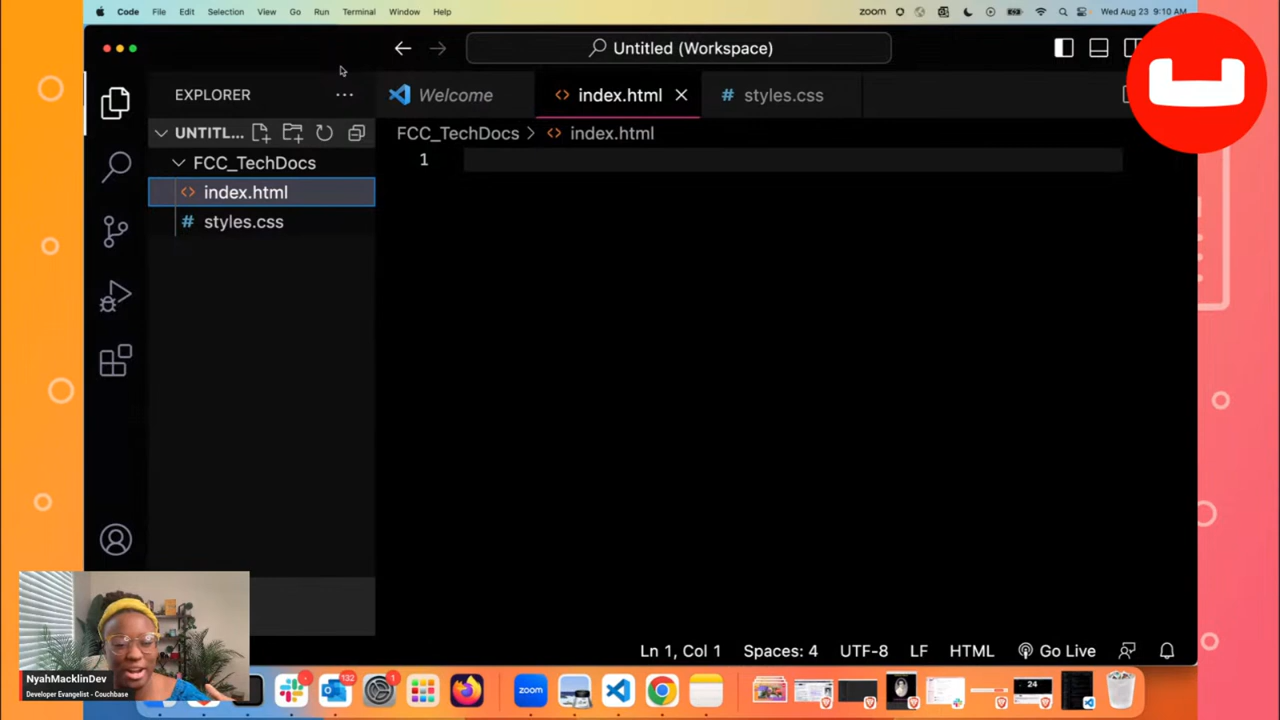 Code File Edit Selection View Go Run Terminal Window Help zoom Wed Aug 23 9:10 AM
Untitled (Workspace)
EXPLORER ··· Welcome index.html styles.css
UNTITL... FCC_TechDocs > index.html
FCC_TechDocs 1
index.html
styles.css
NyahMacklinDev
Developer Evangelist - Couchbase
Ln 1, Col 1 Spaces: 4 UTF-8 LF HTML Go Live
132 zoom 24